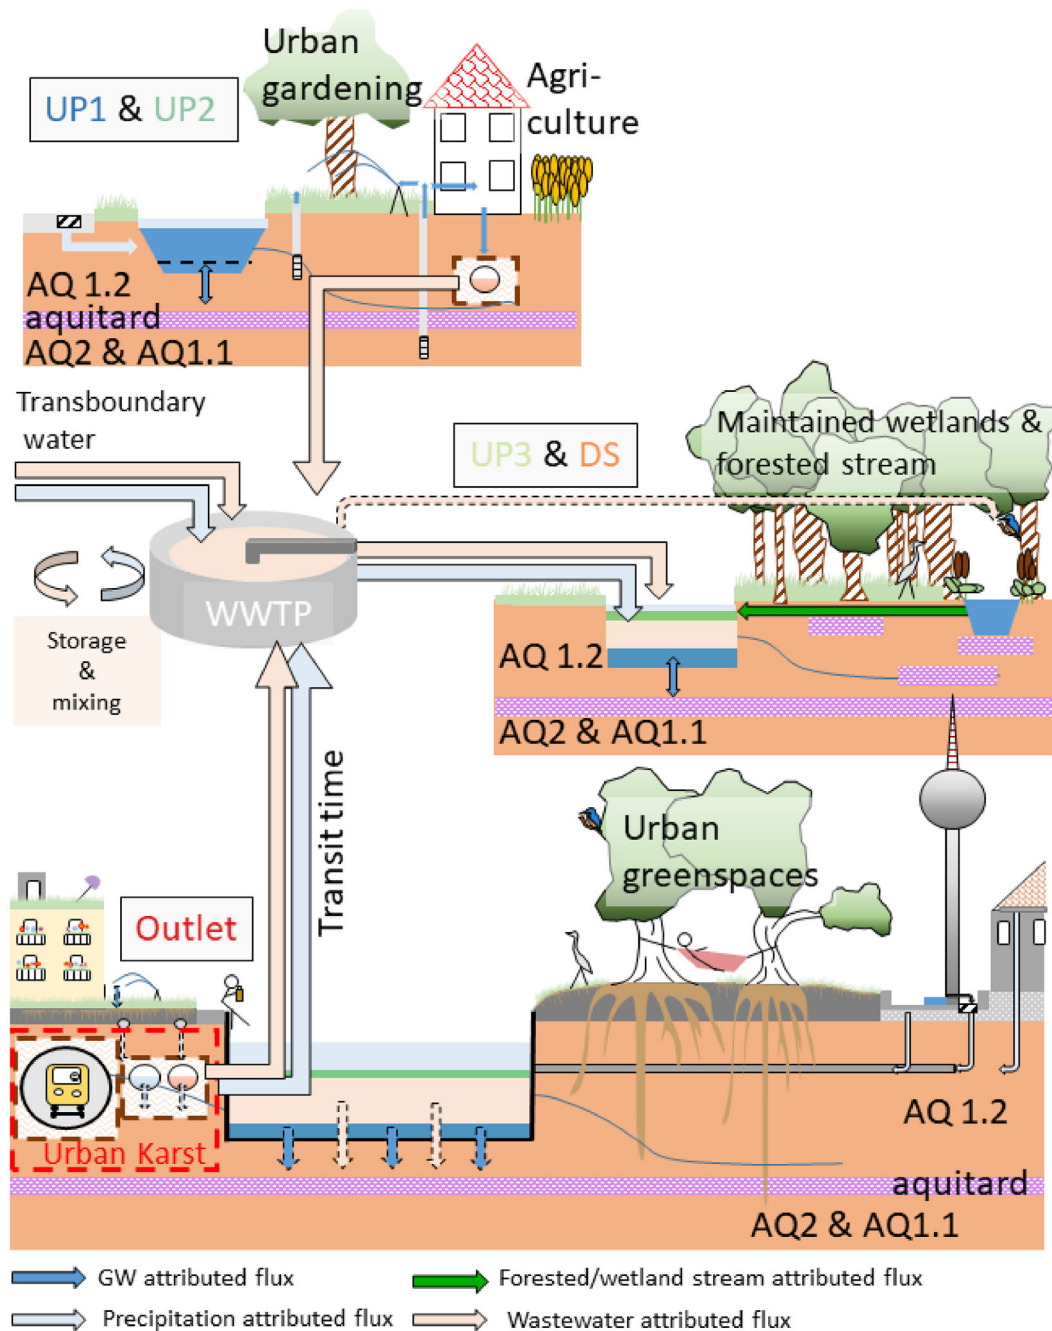 Urban
gardening
Agri-
culture
UP1 & UP2
AQ 1.2
aquitard
AQ2 & AQ1.1
Transboundary
water
UP3 & DS
Maintained wetlands &
forested stream
WWTP
Storage
&
mixing
AQ 1.2
AQ2 & AQ1.1
Transit time
Urban
greenspaces
Outlet
Urban Karst
AQ 1.2
aquitard
AQ2 & AQ1.1
GW attributed flux
Forested/wetland stream attributed flux
Precipitation attributed flux
Wastewater attributed flux